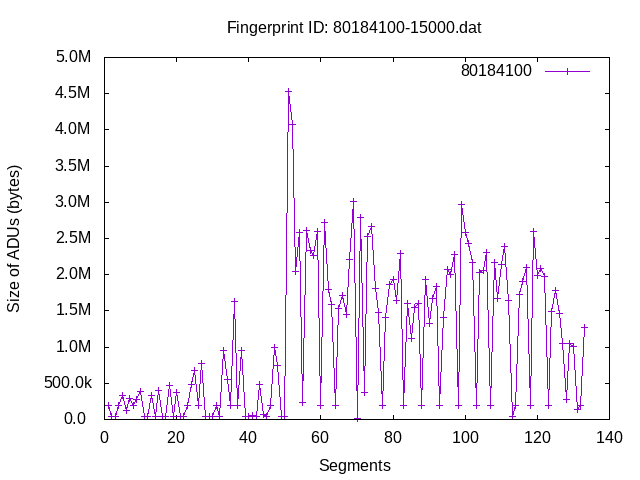 Fingerprint ID: 80184100-15000.dat
80184100
5.0M
4.5M
4.0M
3.5M
3.0M
2.5M
2.0M
1.5M
1.0M
500.0k
0.0
Size of ADUs (bytes)
0 20 40 60 80 100 120 140
Segments